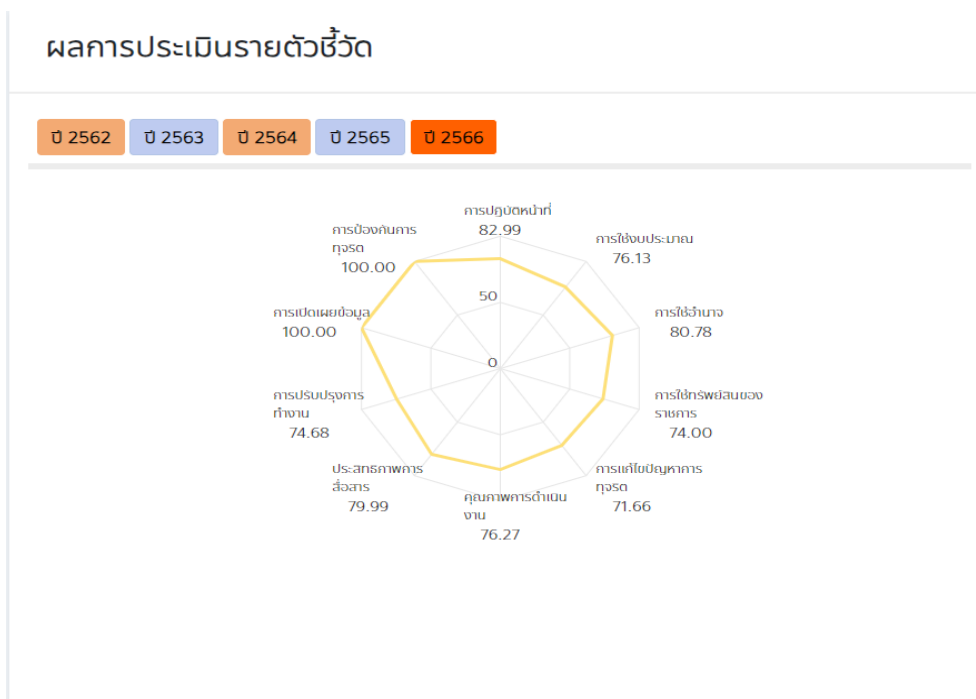 ผลการประเมินรายตัวชี้วัด
ปี 2562
ปี 2563
ปี 2564
ปี 2565
ปี 2566
การปฏิบัติหน้าที่
82.99
การใช้งบประมาณ
76.13
การใช้อำนาจ
80.78
การใช้ทรัพย์สินของ
ราชการ
74.00
การแก้ไขปัญหาการ
ทุจริต
71.66
คุณภาพการดำเนิน
งาน
76.27
ประสิทธิภาพการ
สื่อสาร
79.99
การปรับปรุงการ
ทำงาน
74.68
การเปิดเผยข้อมูล
100.00
การป้องกันการ
ทุจริต
100.00
50
0